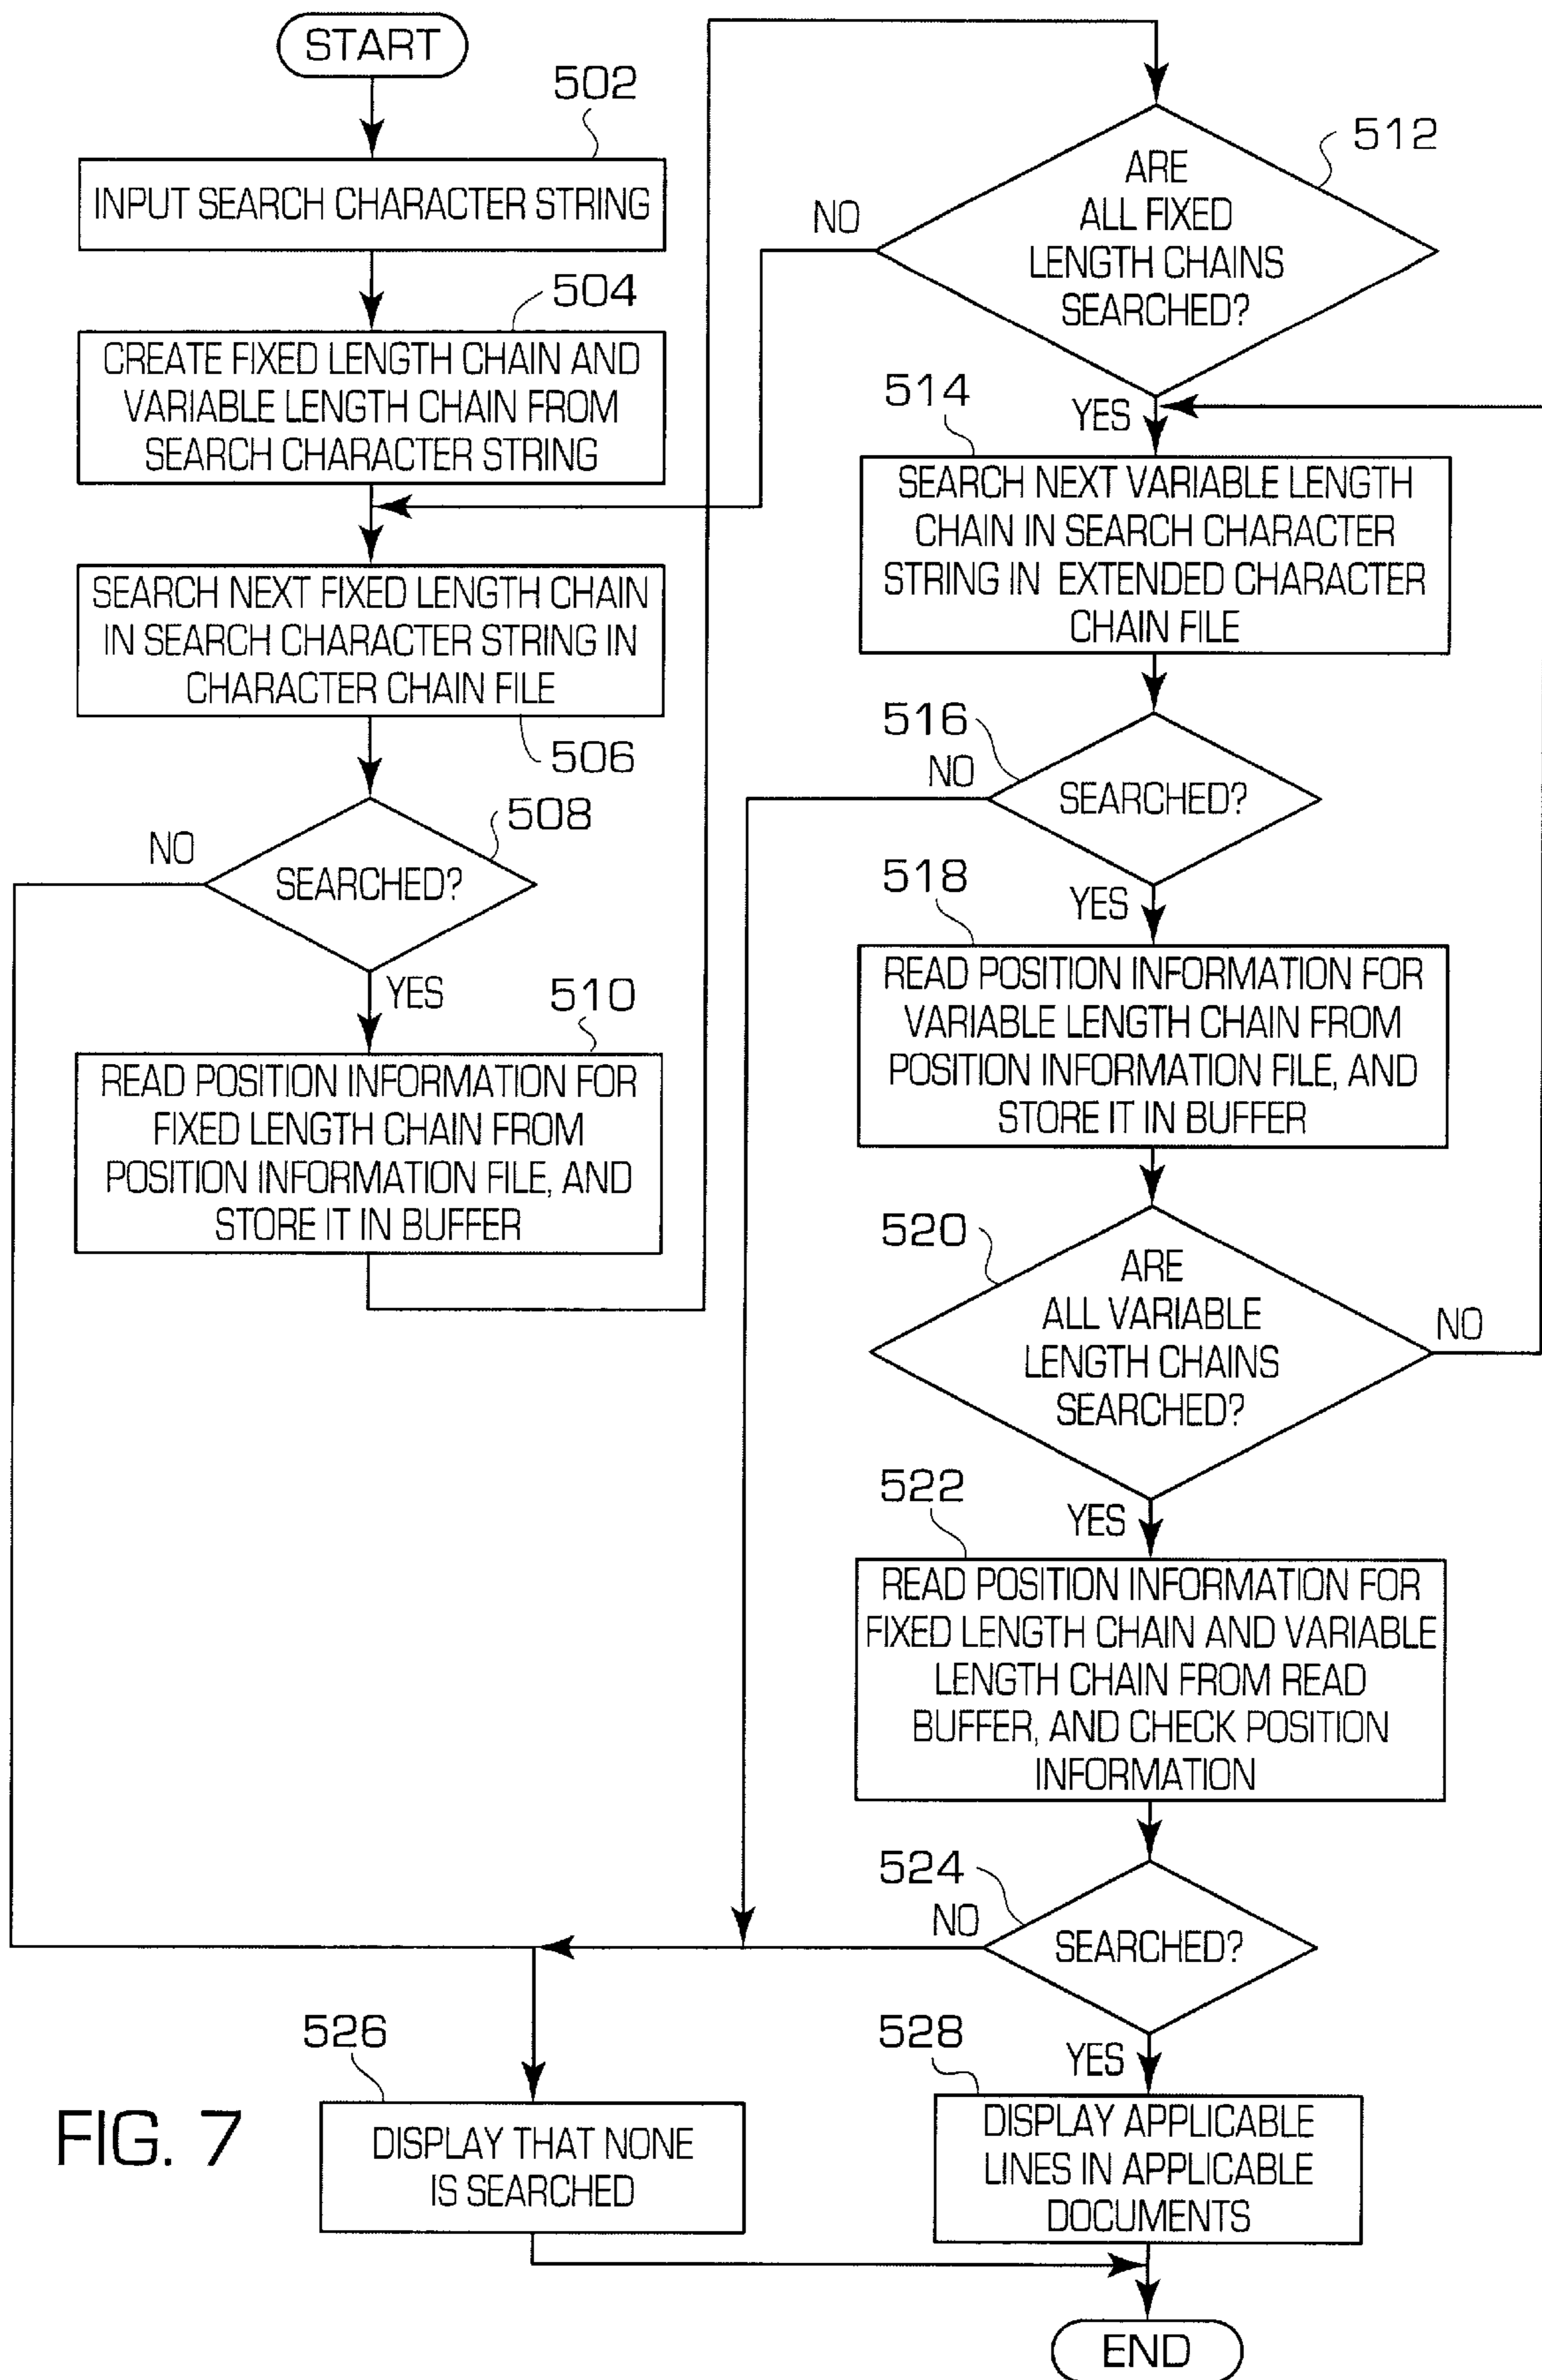 START
502
INPUT SEARCH CHARACTER STRING
504
CREATE FIXED LENGTH CHAIN AND
VARIABLE LENGTH CHAIN FROM
SEARCH CHARACTER STRING
SEARCH NEXT FIXED LENGTH CHAIN
IN SEARCH CHARACTER STRING IN
CHARACTER CHAIN FILE
506
508
NO
SEARCHED?
YES
510
READ POSITION INFORMATION FOR
FIXED LENGTH CHAIN FROM
POSITION INFORMATION FILE, AND
STORE IT IN BUFFER
512
ARE
ALL FIXED
LENGTH CHAINS
SEARCHED?
NO
YES
514
SEARCH NEXT VARIABLE LENGTH
CHAIN IN SEARCH CHARACTER
STRING IN EXTENDED CHARACTER
CHAIN FILE
516
NO
SEARCHED?
YES
518
READ POSITION INFORMATION FOR
VARIABLE LENGTH CHAIN FROM
POSITION INFORMATION FILE, AND
STORE IT IN BUFFER
520
ARE
ALL VARIABLE
LENGTH CHAINS
SEARCHED?
NO
YES
522
READ POSITION INFORMATION FOR
FIXED LENGTH CHAIN AND VARIABLE
LENGTH CHAIN FROM READ
BUFFER, AND CHECK POSITION
INFORMATION
524
NO
SEARCHED?
YES
526
DISPLAY THAT NONE
IS SEARCHED
528
DISPLAY APPLICABLE
LINES IN APPLICABLE
DOCUMENTS
END
FIG. 7